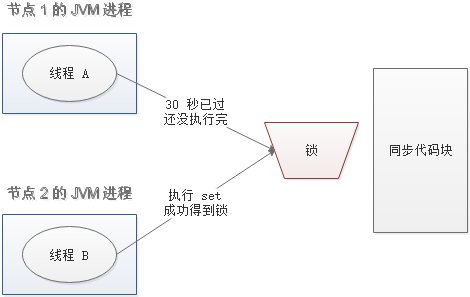 节点 1 的 JVM 进程
线程 A
30 秒已过
还没执行完
锁
同步代码块
节点 2 的 JVM 进程
执行 set
成功得到锁
线程 B